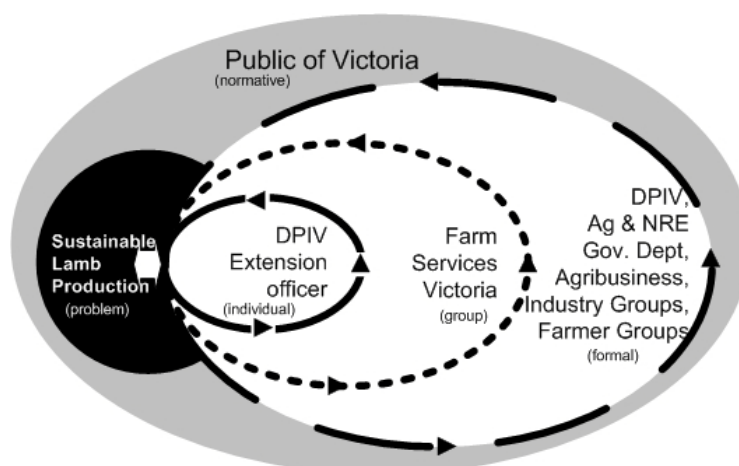 Public of Victoria
(normative)
Sustainable
Lamb
Production
(problem)
DPIV
Extension
officer
(individual)
Farm
Services
Victoria
(group)
DPIV,
Ag & NRE
Gov. Dept,
Agribusiness,
Industry Groups,
Farmer Groups
(formal)